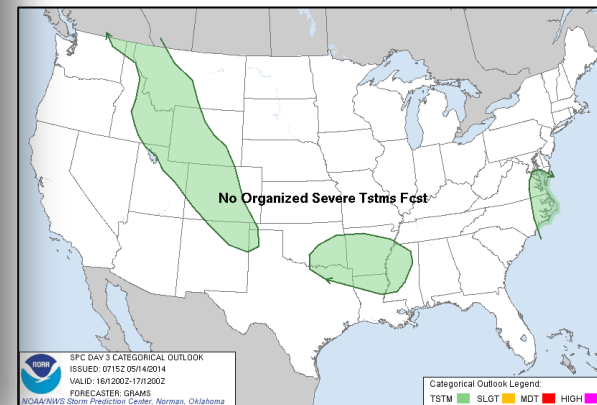 No Organized Severe Tstms Fcst
NOAA
SPC DAY 3 CATEGORICAL OUTLOOK
ISSUED: 0715Z 05/14/2014
VALID: 16/1200Z-17/1200Z
FORECASTER: GRAMS
NOAA/NWS Storm Prediction Center, Norman, Oklahoma
Categorical Outlook Legend:
TSTM SLGT MDT HIGH